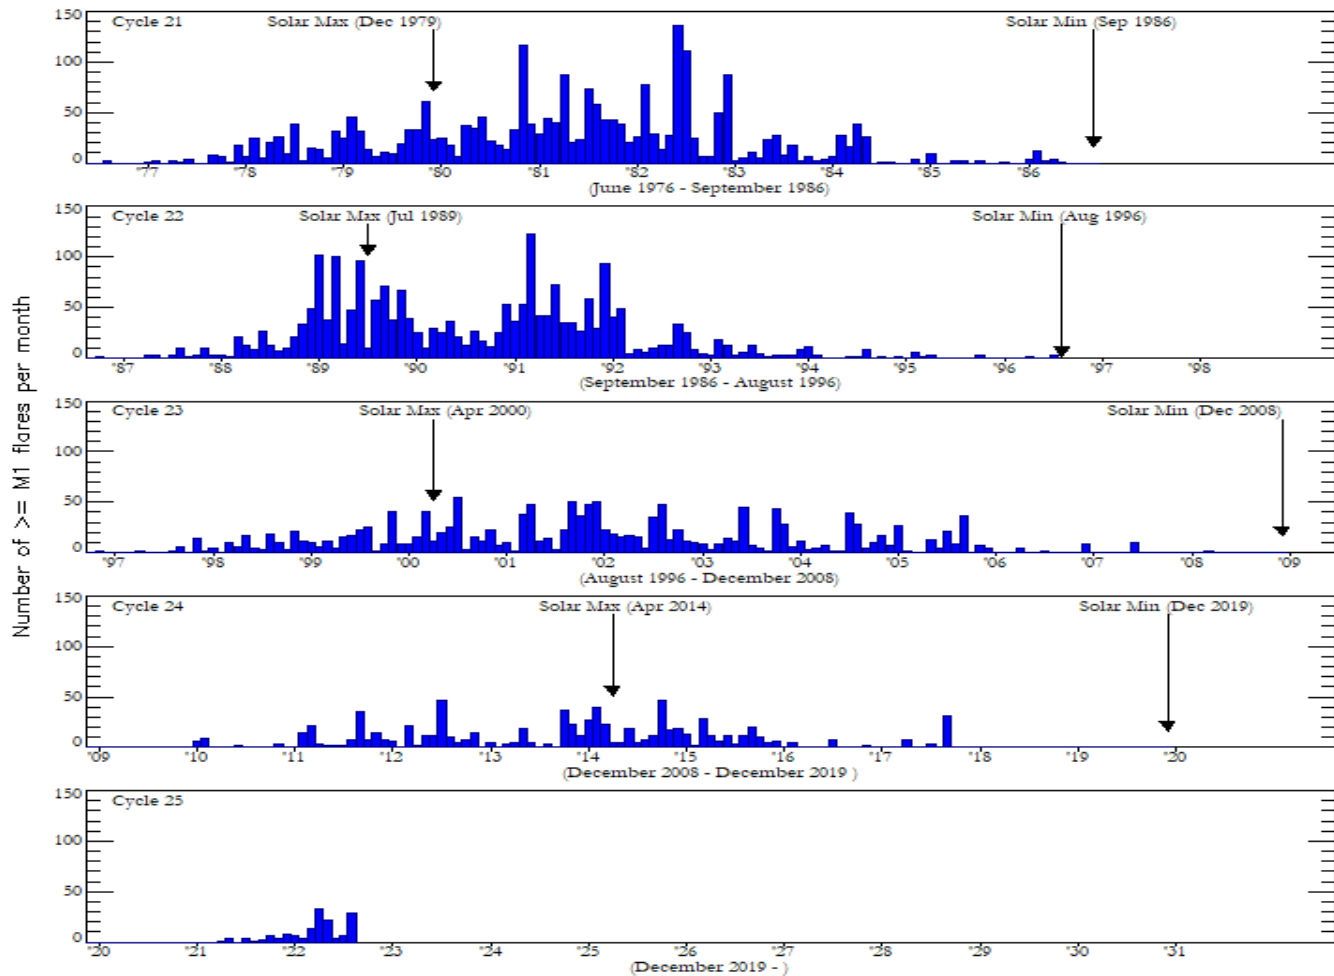 Number of >= M1 flares per month
150 Cycle 21 Solar Max (Dec 1979) Solar Min (Sep 1986)
100
50
0
'77 '78 '79 '80 '81 '82 '83 '84 '85 '86
(June 1976 - September 1986)
150 Cycle 22 Solar Max (Jul 1989) Solar Min (Aug 1996)
100
50
0
'87 '88 '89 '90 '91 '92 '93 '94 '95 '96 '97 '98
(September 1986 - August 1996)
150 Cycle 23 Solar Max (Apr 2000) Solar Min (Dec 2008)
100
50
0
'97 '98 '99 '00 '01 '02 '03 '04 '05 '06 '07 '08 '09
(August 1996 - December 2008)
150 Cycle 24 Solar Max (Apr 2014) Solar Min (Dec 2019)
100
50
0
'09 '10 '11 '12 '13 '14 '15 '16 '17 '18 '19 '20
(December 2008 - December 2019 )
150 Cycle 25
100
50
0
'20 '21 '22 '23 '24 '25 '26 '27 '28 '29 '30 '31
(December 2019 - )